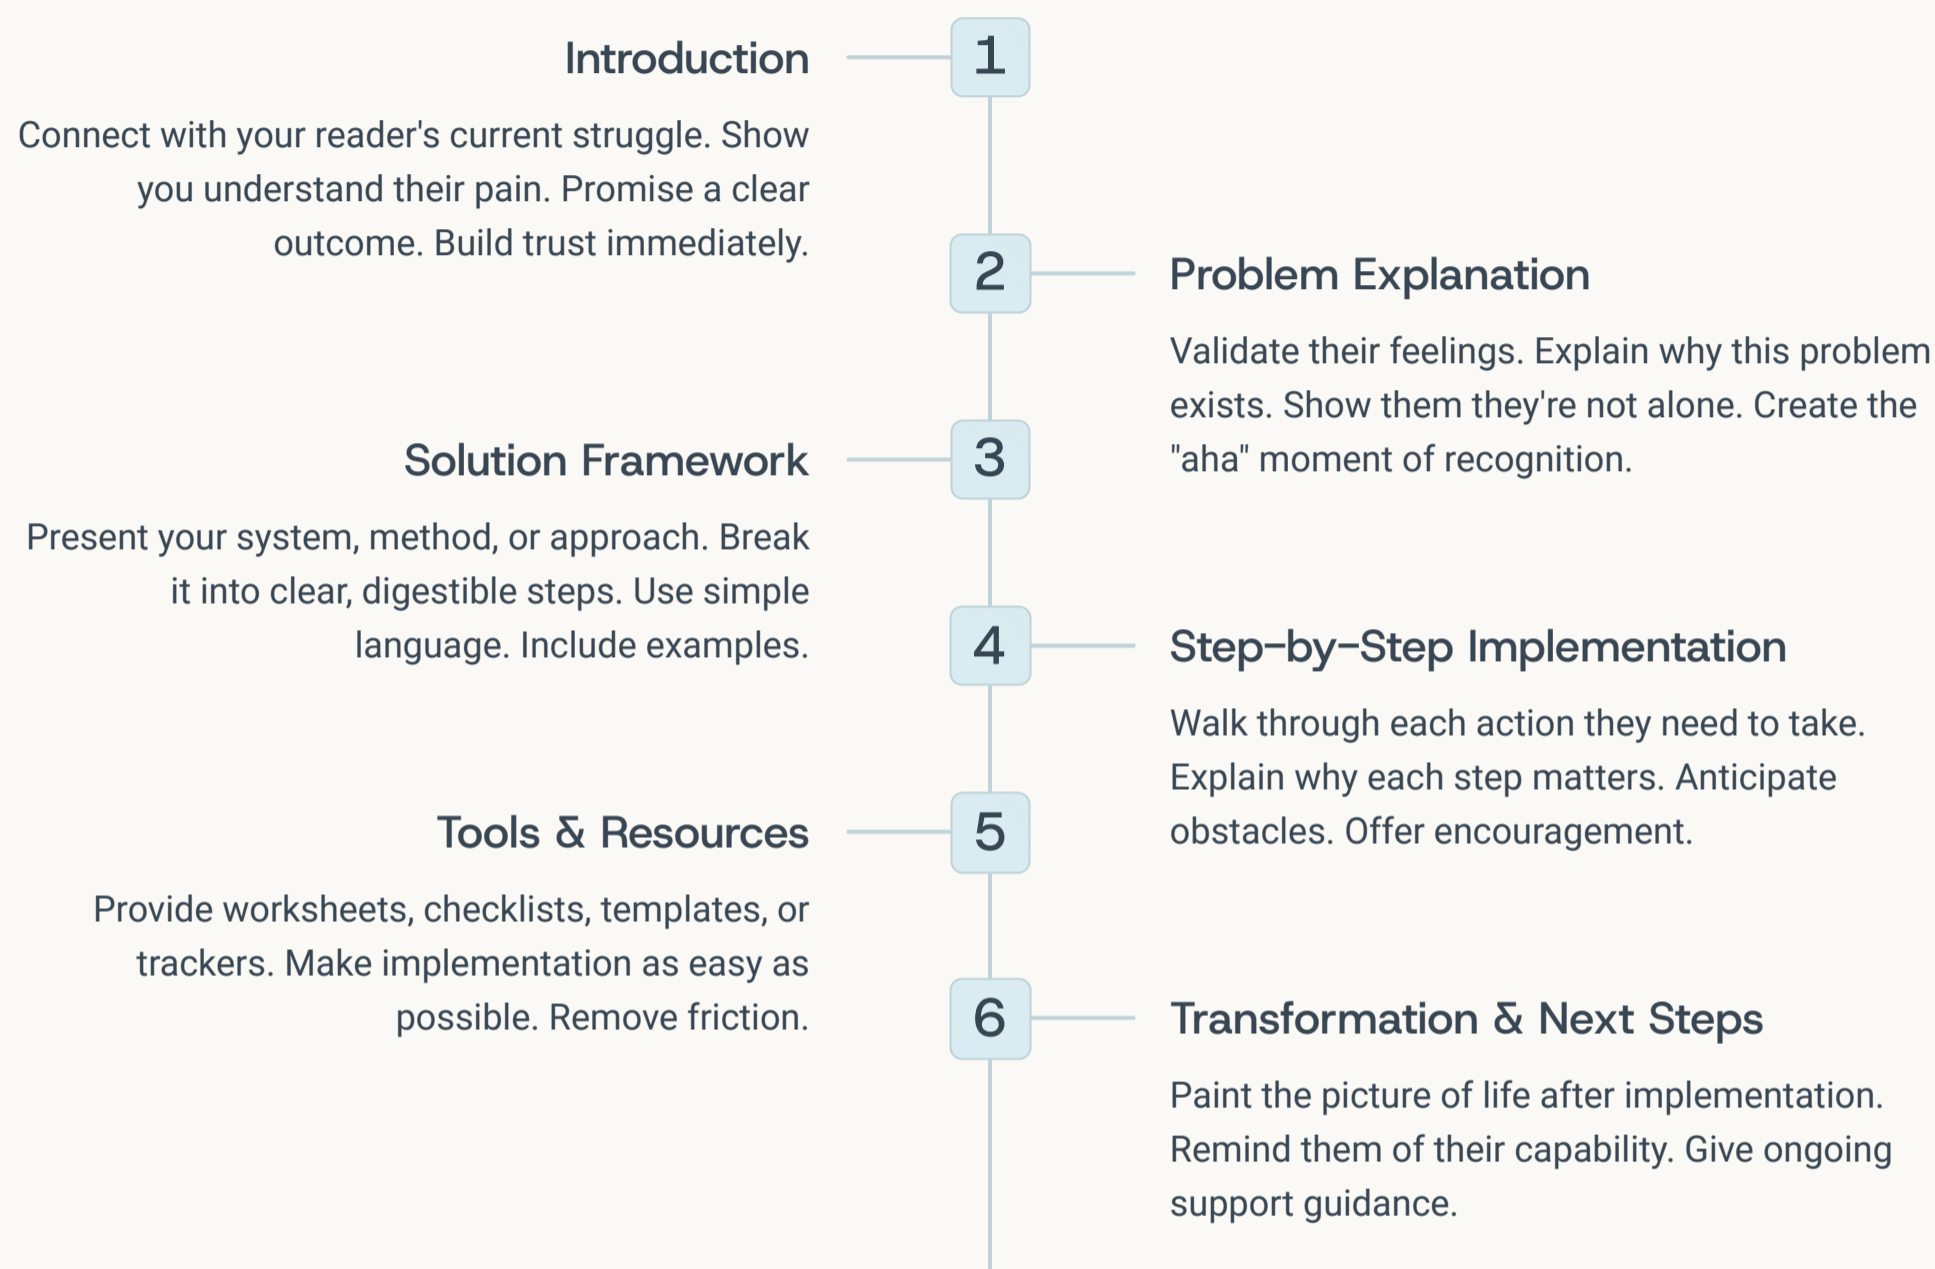 1
Introduction
Connect with your reader's current struggle. Show
you understand their pain. Promise a clear
outcome. Build trust immediately.
2
Problem Explanation
Validate their feelings. Explain why this problem
exists. Show them they're not alone. Create the
"aha" moment of recognition.
3
Solution Framework
Present your system, method, or approach. Break
it into clear, digestible steps. Use simple
language. Include examples.
4
Step-by-Step Implementation
Walk through each action they need to take.
Explain why each step matters. Anticipate
obstacles. Offer encouragement.
5
Tools & Resources
Provide worksheets, checklists, templates, or
trackers. Make implementation as easy as
possible. Remove friction.
6
Transformation & Next Steps
Paint the picture of life after implementation.
Remind them of their capability. Give ongoing
support guidance.